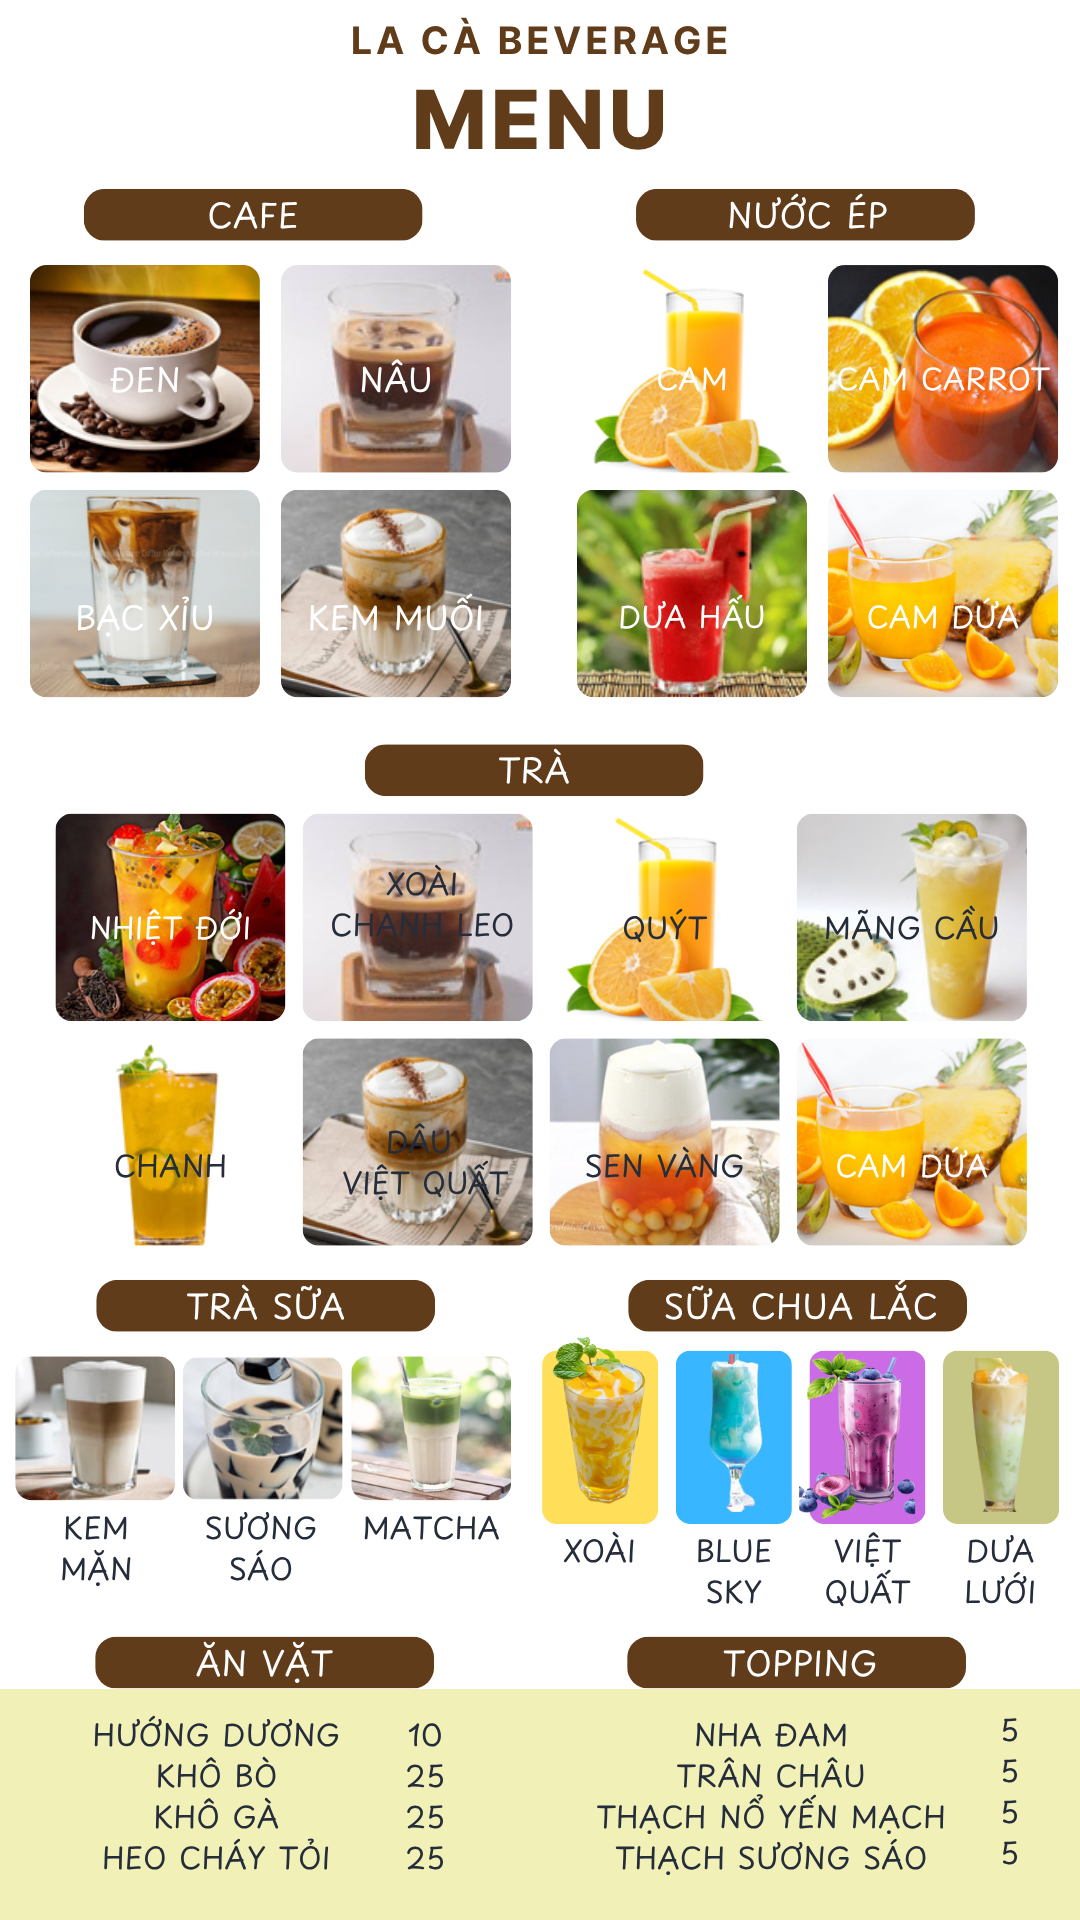 LA CÀ BEVERAGE
MENU
CAFE
ĐEN
NÂU
BẠC XỈU
KEM MUỐI
NƯỚC ÉP
CAM
CAM CARROT
DƯA HẤU
CAM DỨA
TRÀ
NHIỆT ĐỚI
XOÀI
CHANH LEO
QUÝT
MÃNG CẦU
CHANH
DÂU
VIỆT QUẤT
SEN VÀNG
CAM DỨA
TRÀ SỮA
KEM
MẶN
SƯƠNG
SÁO
MATCHA
SỮA CHUA LẮC
XOÀI
BLUE
SKY
VIỆT
QUẤT
DƯA
LƯỚI
ĂN VẶT
HƯỚNG DƯƠNG 10
KHÔ BÒ 25
KHÔ GÀ 25
HEO CHÁY TỎI 25
TOPPING
NHA ĐAM 5
TRÂN CHÂU 5
THẠCH NỔ YẾN MẠCH 5
THẠCH SƯƠNG SÁO 5